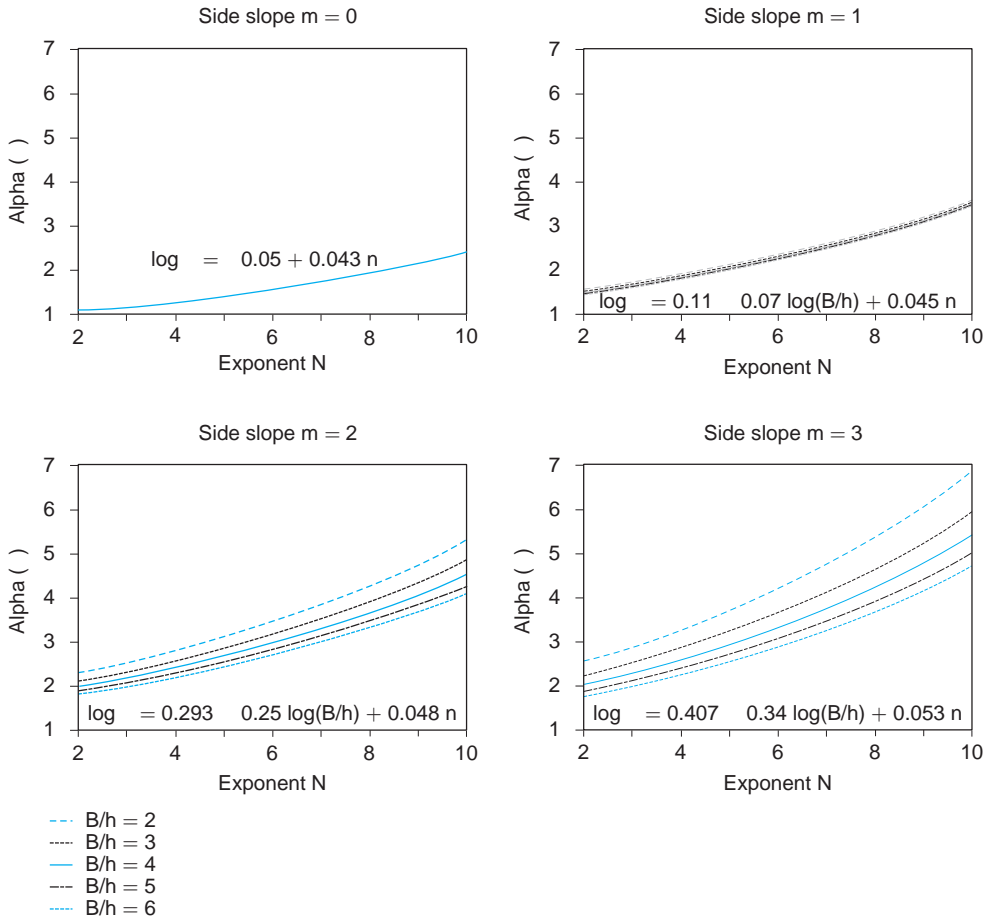 Side slope m = 0
7
6
5
4
3
2
1
Alpha ( )
log = 0.05 + 0.043 n
2 4 6 8 10
Exponent N
Side slope m = 1
7
6
5
4
3
2
1
Alpha ( )
log = 0.11 0.07 log(B/h) + 0.045 n
2 4 6 8 10
Exponent N
Side slope m = 2
7
6
5
4
3
2
1
Alpha ( )
log = 0.293 0.25 log(B/h) + 0.048 n
2 4 6 8 10
Exponent N
Side slope m = 3
7
6
5
4
3
2
1
Alpha ( )
log = 0.407 0.34 log(B/h) + 0.053 n
2 4 6 8 10
Exponent N
B/h = 2
B/h = 3
B/h = 4
B/h = 5
B/h = 6